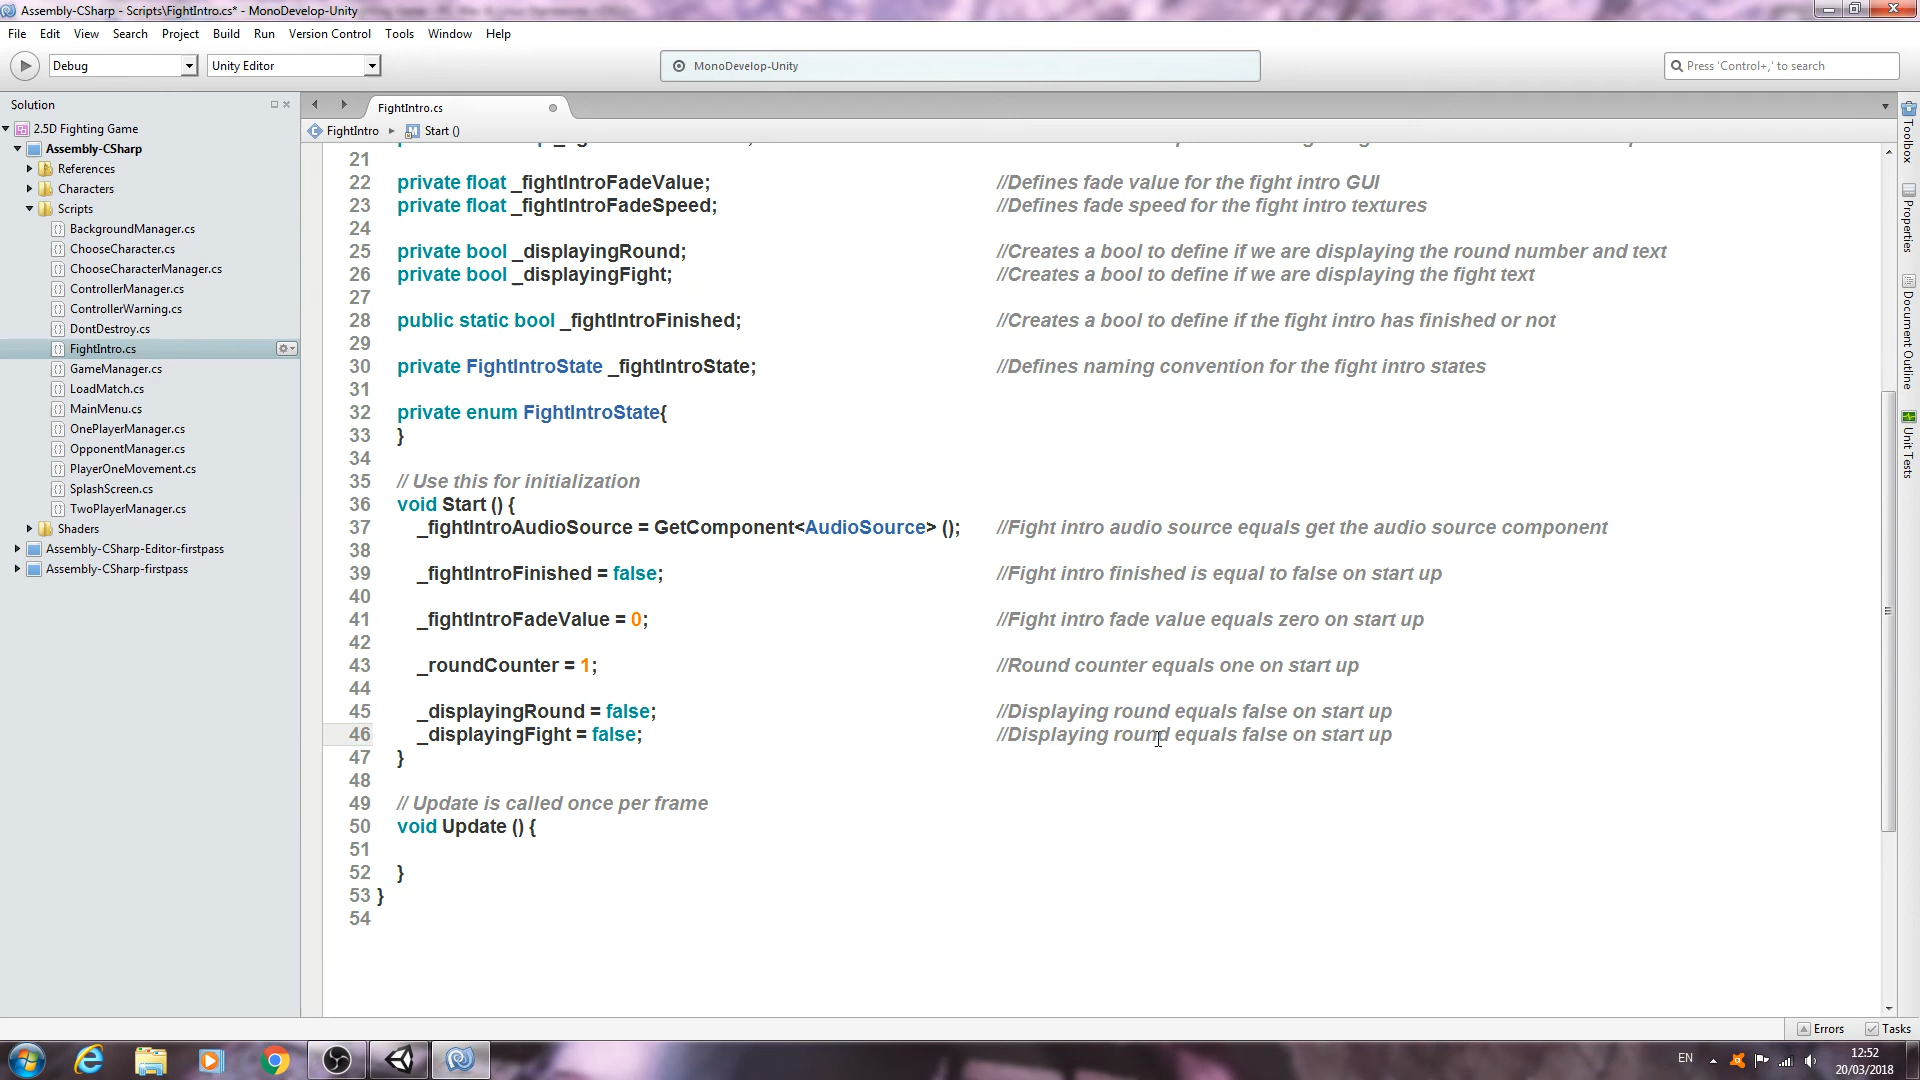 Assembly-CSharp - Scripts\FightIntro.cs* - MonoDevelop-Unity
File Edit View Search Project Build Run Version Control Tools Window Help
Debug Unity Editor MonoDevelop-Unity Press 'Control+,' to search
Solution
2.5D Fighting Game
Assembly-CSharp
References
Characters
Scripts
BackgroundManager.cs
ChooseCharacter.cs
ChooseCharacterManager.cs
ControllerManager.cs
ControllerWarning.cs
DontDestroy.cs
FightIntro.cs
GameManager.cs
LoadMatch.cs
MainMenu.cs
OnePlayerManager.cs
OpponentManager.cs
PlayerOneMovement.cs
SplashScreen.cs
TwoPlayerManager.cs
Shaders
Assembly-CSharp-Editor-firstpass
Assembly-CSharp-firstpass
FightIntro.cs
FightIntro Start ()
21
22 private float _fightIntroFadeValue; //Defines fade value for the fight intro GUI
23 private float _fightIntroFadeSpeed; //Defines fade speed for the fight intro textures
24
25 private bool _displayingRound; //Creates a bool to define if we are displaying the round number and text
26 private bool _displayingFight; //Creates a bool to define if we are displaying the fight text
27
28 public static bool _fightIntroFinished; //Creates a bool to define if the fight intro has finished or not
29
30 private FightIntroState _fightIntroState; //Defines naming convention for the fight intro states
31
32 private enum FightIntroState{
33 }
34
35 // Use this for initialization
36 void Start () {
37 _fightIntroAudioSource = GetComponent<AudioSource> (); //Fight intro audio source equals get the audio source component
38
39 _fightIntroFinished = false; //Fight intro finished is equal to false on start up
40
41 _fightIntroFadeValue = 0; //Fight intro fade value equals zero on start up
42
43 _roundCounter = 1; //Round counter equals one on start up
44
45 _displayingRound = false; //Displaying round equals false on start up
46 _displayingFight = false; //Displaying round equals false on start up
47 }
48
49 // Update is called once per frame
50 void Update () {
51
52 }
53 }
54
Toolbox
Properties
Document Outline
Unit Tests
Errors Tasks
EN
12:52
20/03/2018